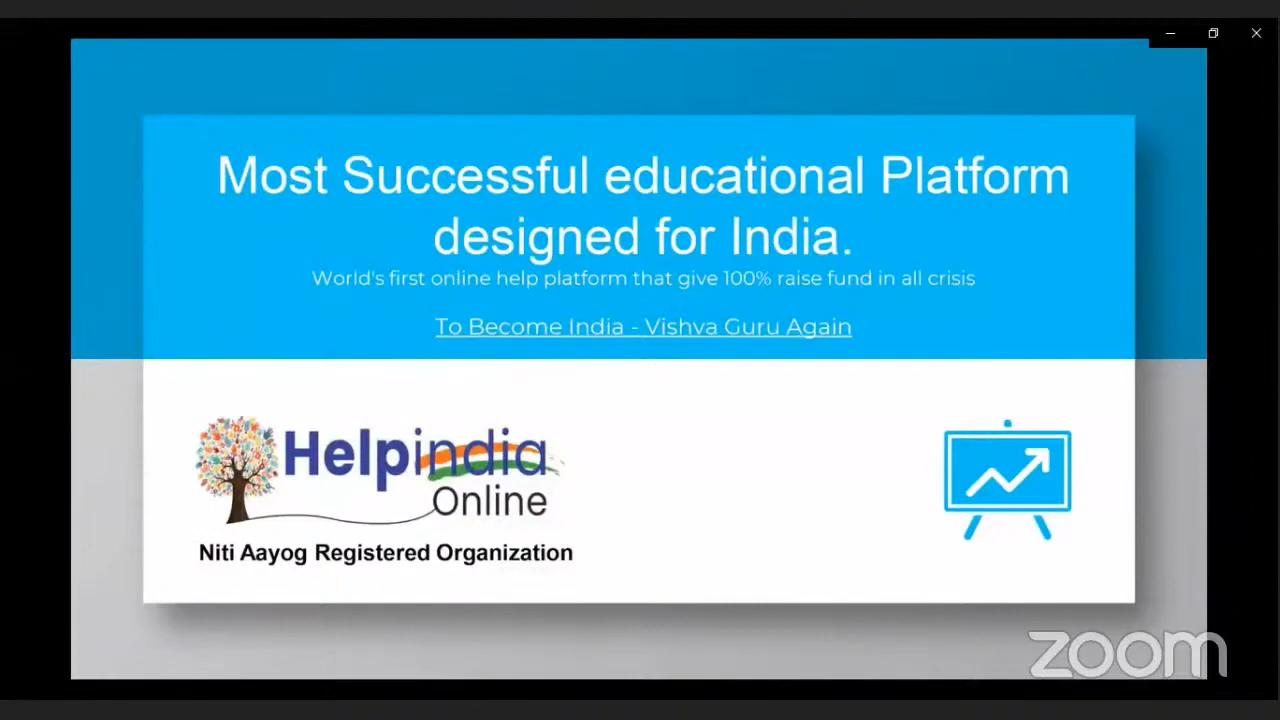 Most Successful educational Platform
designed for India.
World's first online help platform that give 100% raise fund in all crisis
To Become India - Vishva Guru Again
Helpindia
Online
Niti Aayog Registered Organization
zoom